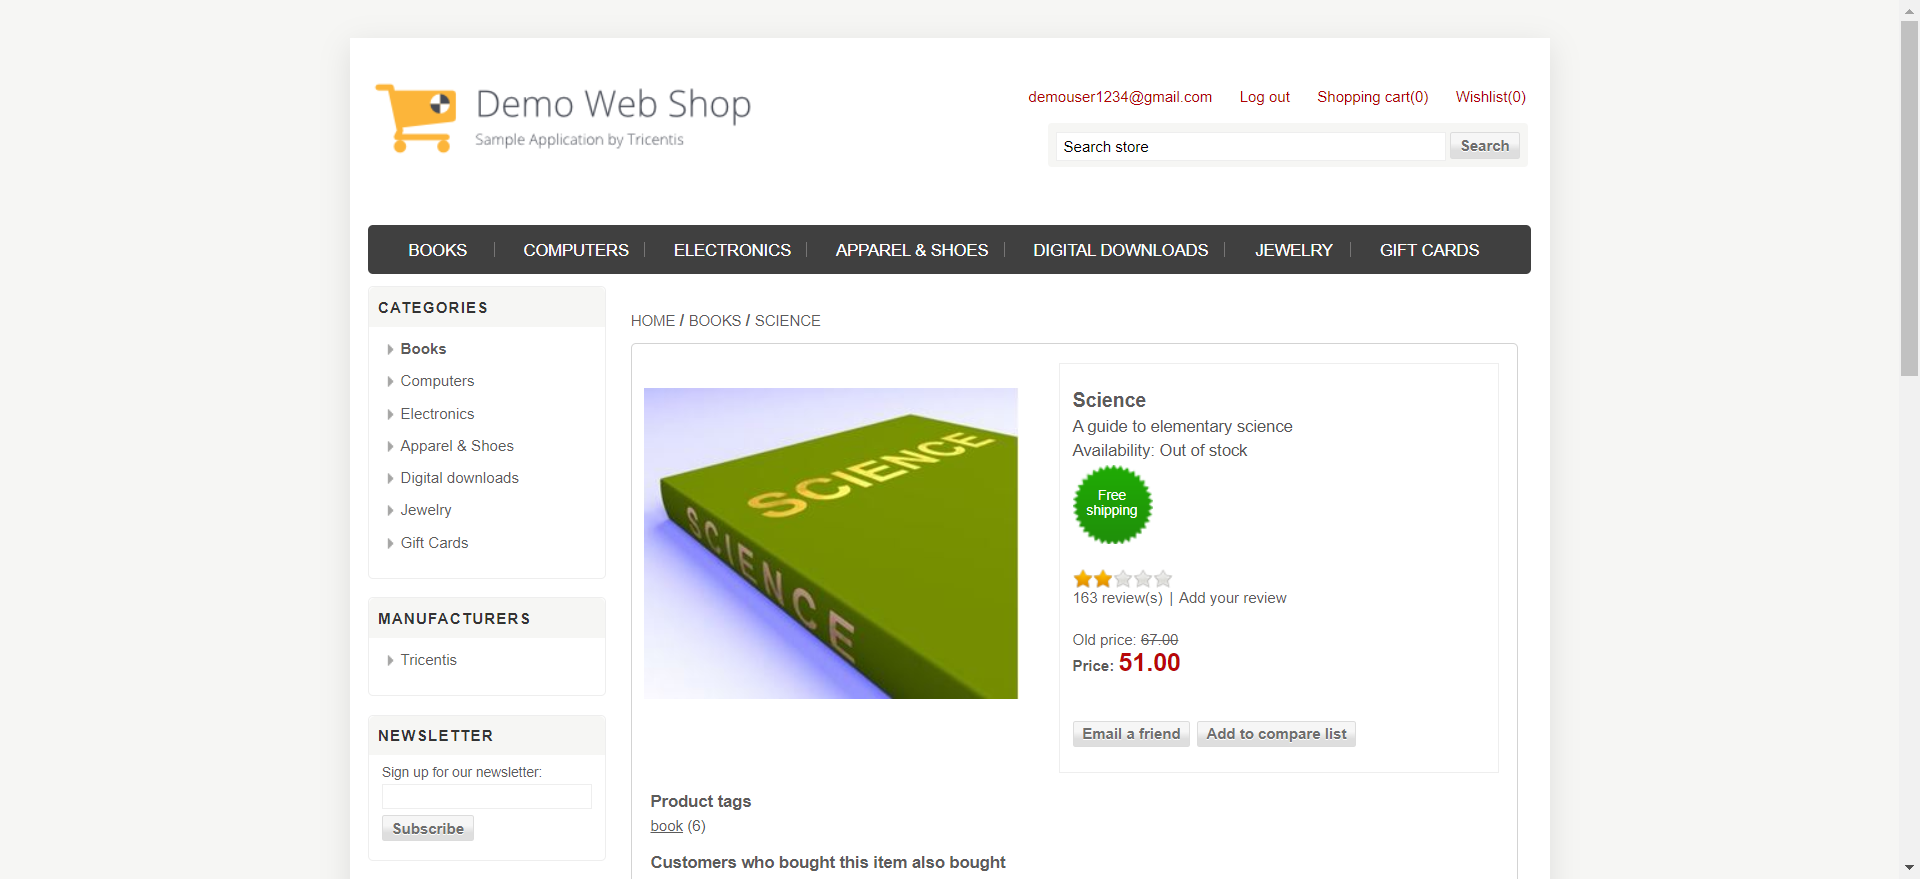 Demo Web Shop
Sample Application by Tricentis
demouser1234@gmail.com Log out Shopping cart(0) Wishlist(0)
Search store Search
BOOKS COMPUTERS ELECTRONICS APPAREL & SHOES DIGITAL DOWNLOADS JEWELRY GIFT CARDS
CATEGORIES
Books
Computers
Electronics
Apparel & Shoes
Digital downloads
Jewelry
Gift Cards
MANUFACTURERS
Tricentis
NEWSLETTER
Sign up for our newsletter:
Subscribe
HOME / BOOKS / SCIENCE
SCIENCE
SCIENCE
Science
A guide to elementary science
Availability: Out of stock
Free
shipping
163 review(s) | Add your review
Old price: 67.00
Price: 51.00
Email a friend Add to compare list
Product tags
book (6)
Customers who bought this item also bought